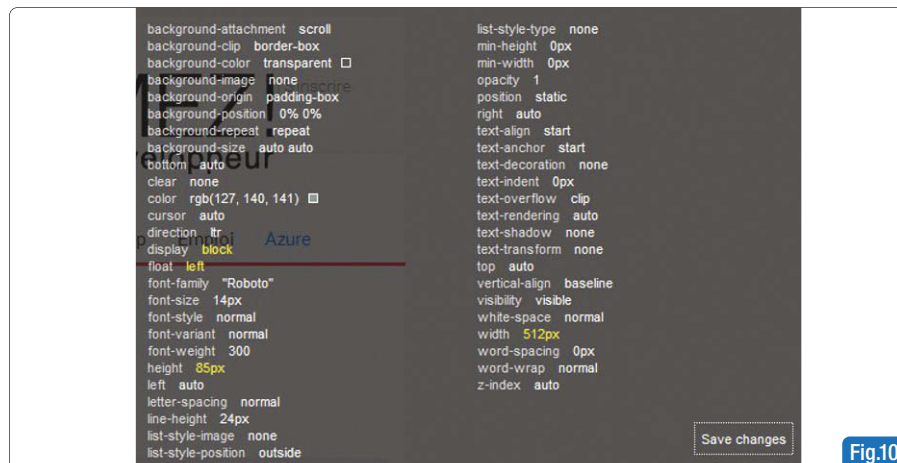 background-attachment scroll
background-clip border-box
background-color transparent
background-image none
background-origin padding-box
background-position 0% 0%
background-repeat repeat
background-size auto auto
bottom auto
clear none
color rgb(127, 140, 141)
cursor auto
direction ltr
display block
float left
font-family "Roboto"
font-size 14px
font-style normal
font-variant normal
font-weight 300
height 85px
left auto
letter-spacing normal
line-height 24px
list-style-image none
list-style-position outside
list-style-type none
min-height 0px
min-width 0px
opacity 1
position static
right auto
text-align start
text-anchor start
text-decoration none
text-indent 0px
text-overflow clip
text-rendering auto
text-shadow none
text-transform none
top auto
vertical-align baseline
visibility visible
white-space normal
width 512px
word-spacing 0px
word-wrap normal
z-index auto
MEZ!
veloppeur
p Emploi Azure
Save changes
Fig.10